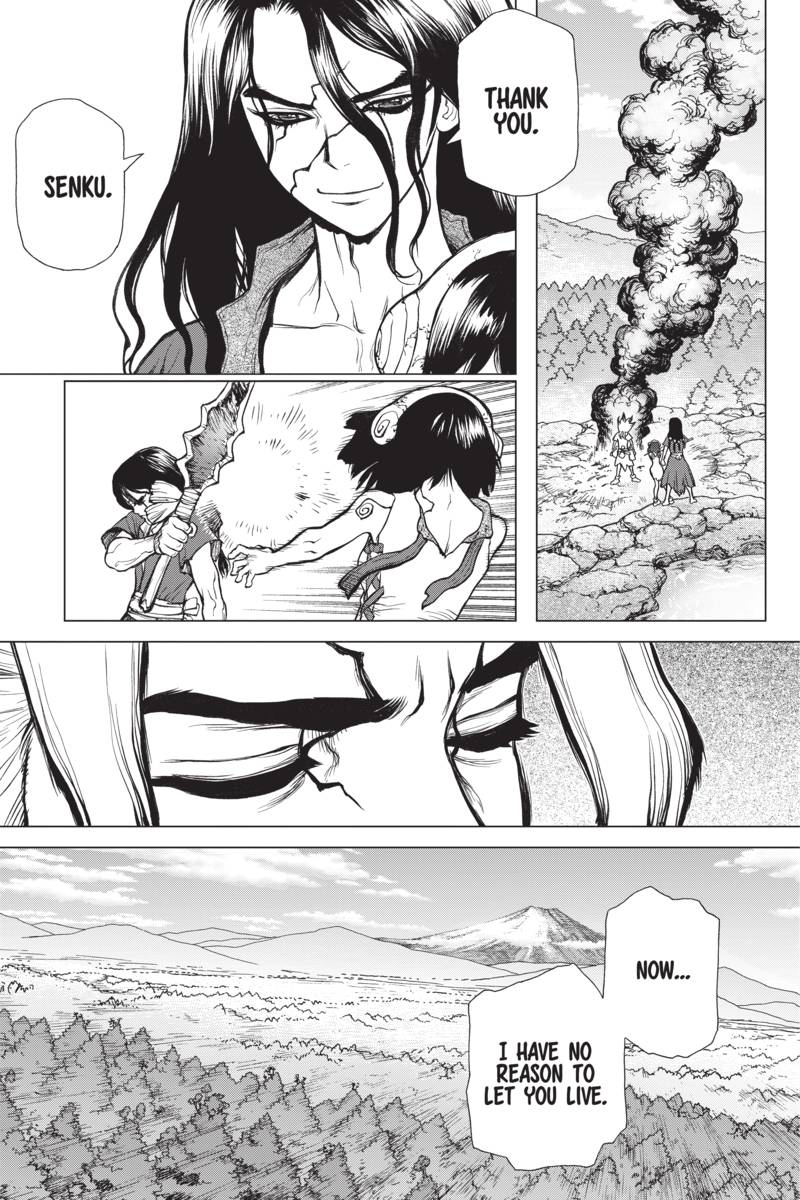 THANK
YOU.
SENKU.
NOW...
I HAVE NO
REASON TO
LET YOU LIVE.